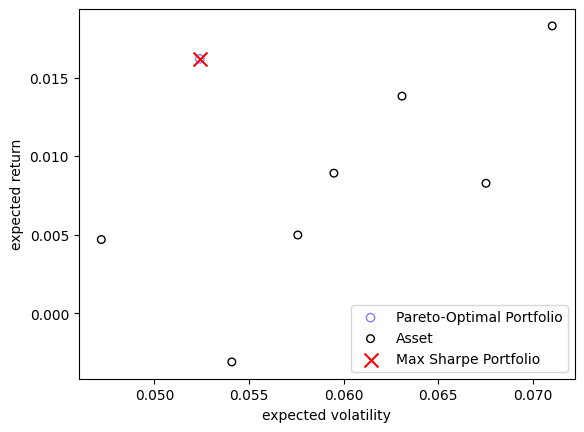 0.015
0.010
0.005
0.000
expected return
0.050
0.055
0.060
0.065
0.070
expected volatility
Pareto-Optimal Portfolio
Asset
Max Sharpe Portfolio